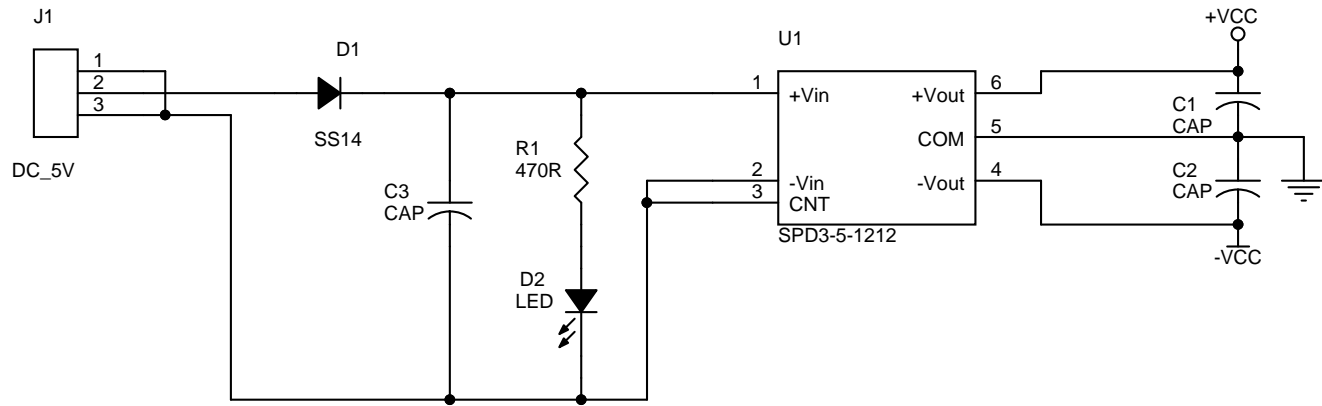 J1
1
2
3
DC_5V
D1
SS14
C3
CAP
R1
470R
D2
LED
U1
1
+Vin
2
-Vin
3
CNT
+Vout
6
COM
5
-Vout
4
SPD3-5-1212
+VCC
C1
CAP
C2
CAP
-VCC